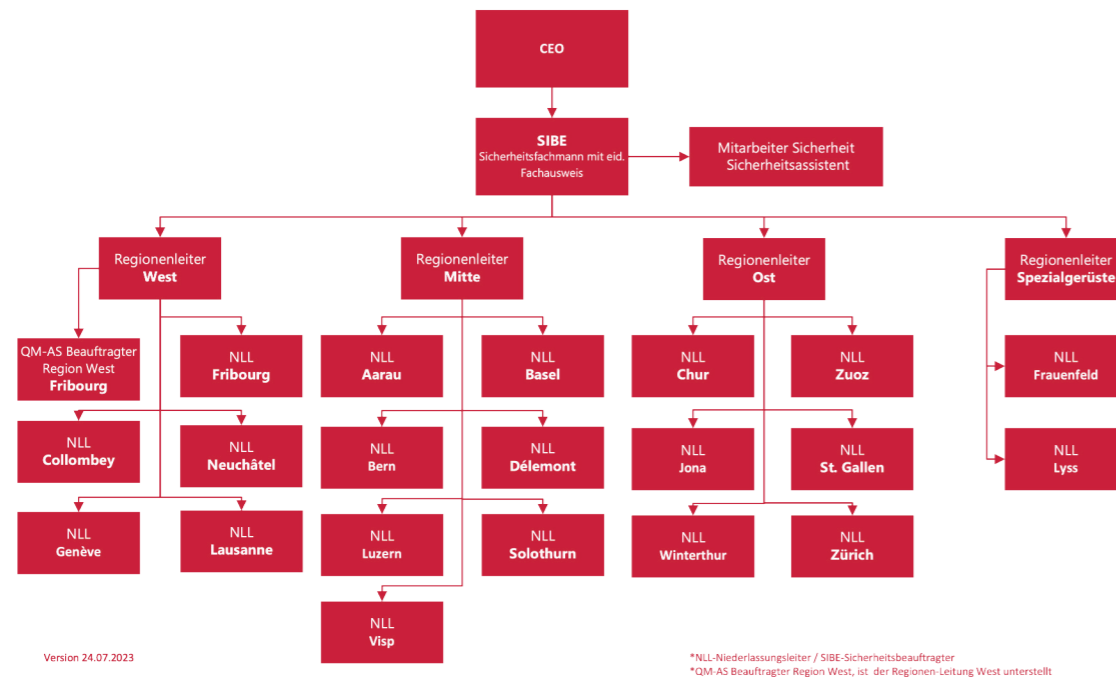 CEO
SIBE
Sicherheitsfachmann mit eid.
Fachausweis
Mitarbeiter Sicherheit
Sicherheitsassistent
Regionenleiter
West
Regionenleiter
Mitte
Regionenleiter
Ost
Regionenleiter
Spezialgerüste
QM-AS Beauftragter
Region West
Fribourg
NLL
Fribourg
NLL
Aarau
NLL
Basel
NLL
Chur
NLL
Zuoz
NLL
Frauenfeld
NLL
Collombey
NLL
Neuchâtel
NLL
Bern
NLL
Délemont
NLL
Jona
NLL
St. Gallen
NLL
Lyss
NLL
Genève
NLL
Lausanne
NLL
Luzern
NLL
Solothurn
NLL
Winterthur
NLL
Zürich
NLL
Visp
Version 24.07.2023
*NLL-Niederlassungsleiter / SIBE-Sicherheitsbeauftragter
*QM-AS Beauftragter Region West, ist der Regionen-Leitung West unterstellt